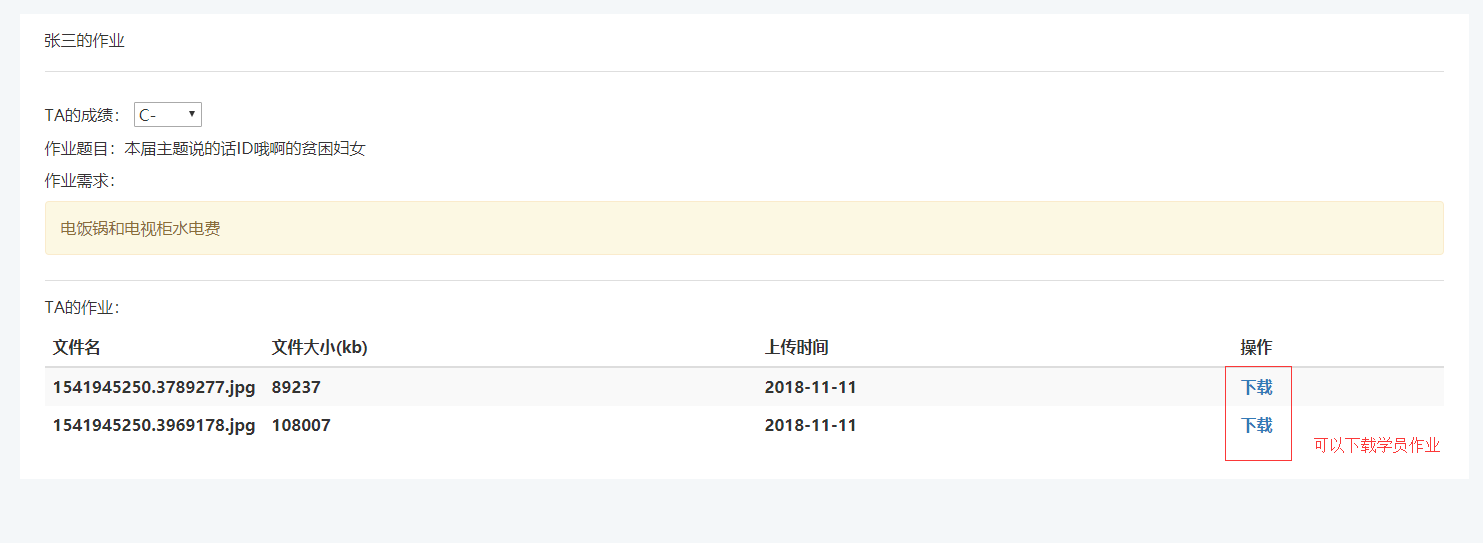 张三的作业
TA的成绩： C-
作业题目：本届主题说的话ID哦啊的贫困妇女
作业需求：
电饭锅和电视柜水电费
TA的作业：
文件名 文件大小(kb) 上传时间 操作
1541945250.3789277.jpg 89237 2018-11-11 下载
1541945250.3969178.jpg 108007 2018-11-11 下载
可以下载学员作业